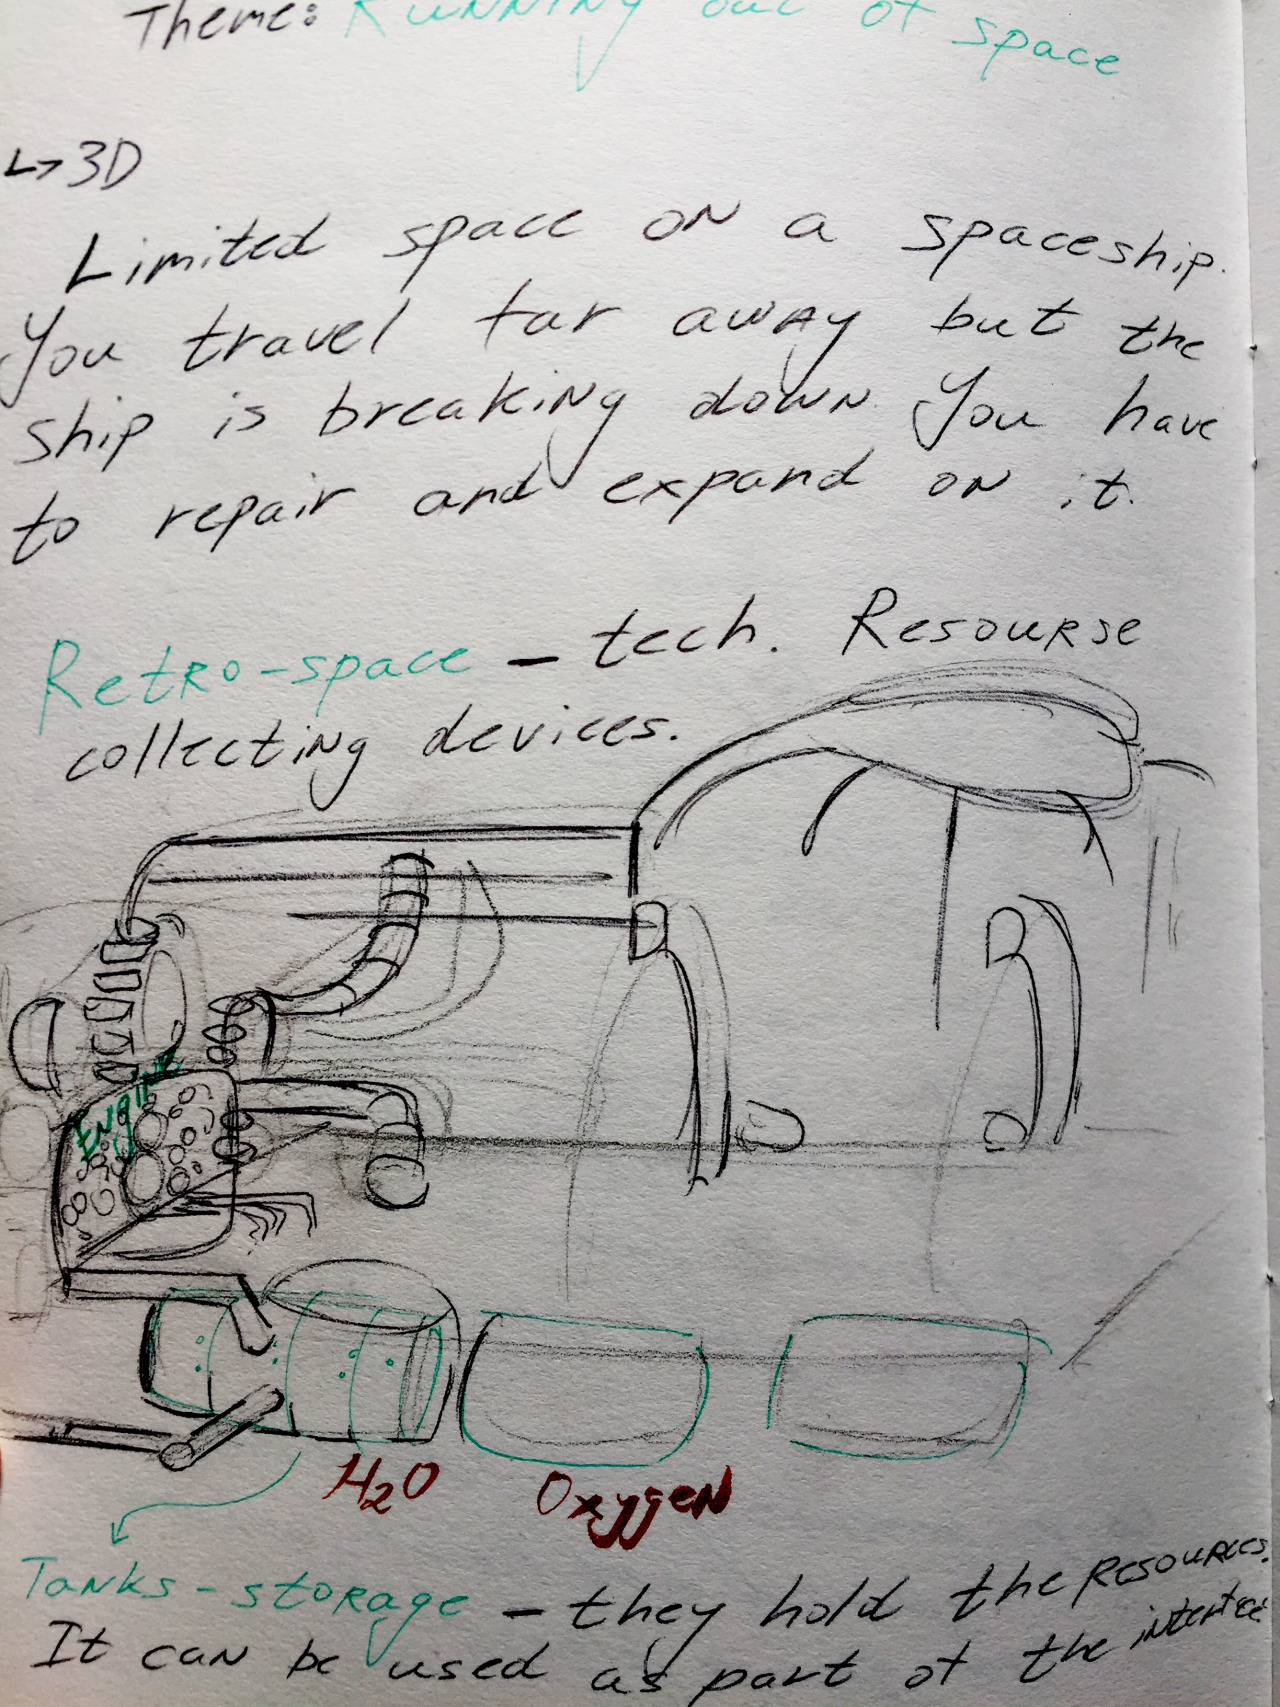 Theme: Running out of space
↳ 3D
Limited space on a spaceship.
You travel far away but the
ship is breaking down. You have
to repair and expand on it.
Retro-space - tech. Resourse
collecting devices.
Engine
H2O
Oxygen
Tanks - storage - they hold the resources.
It can be used as part of the